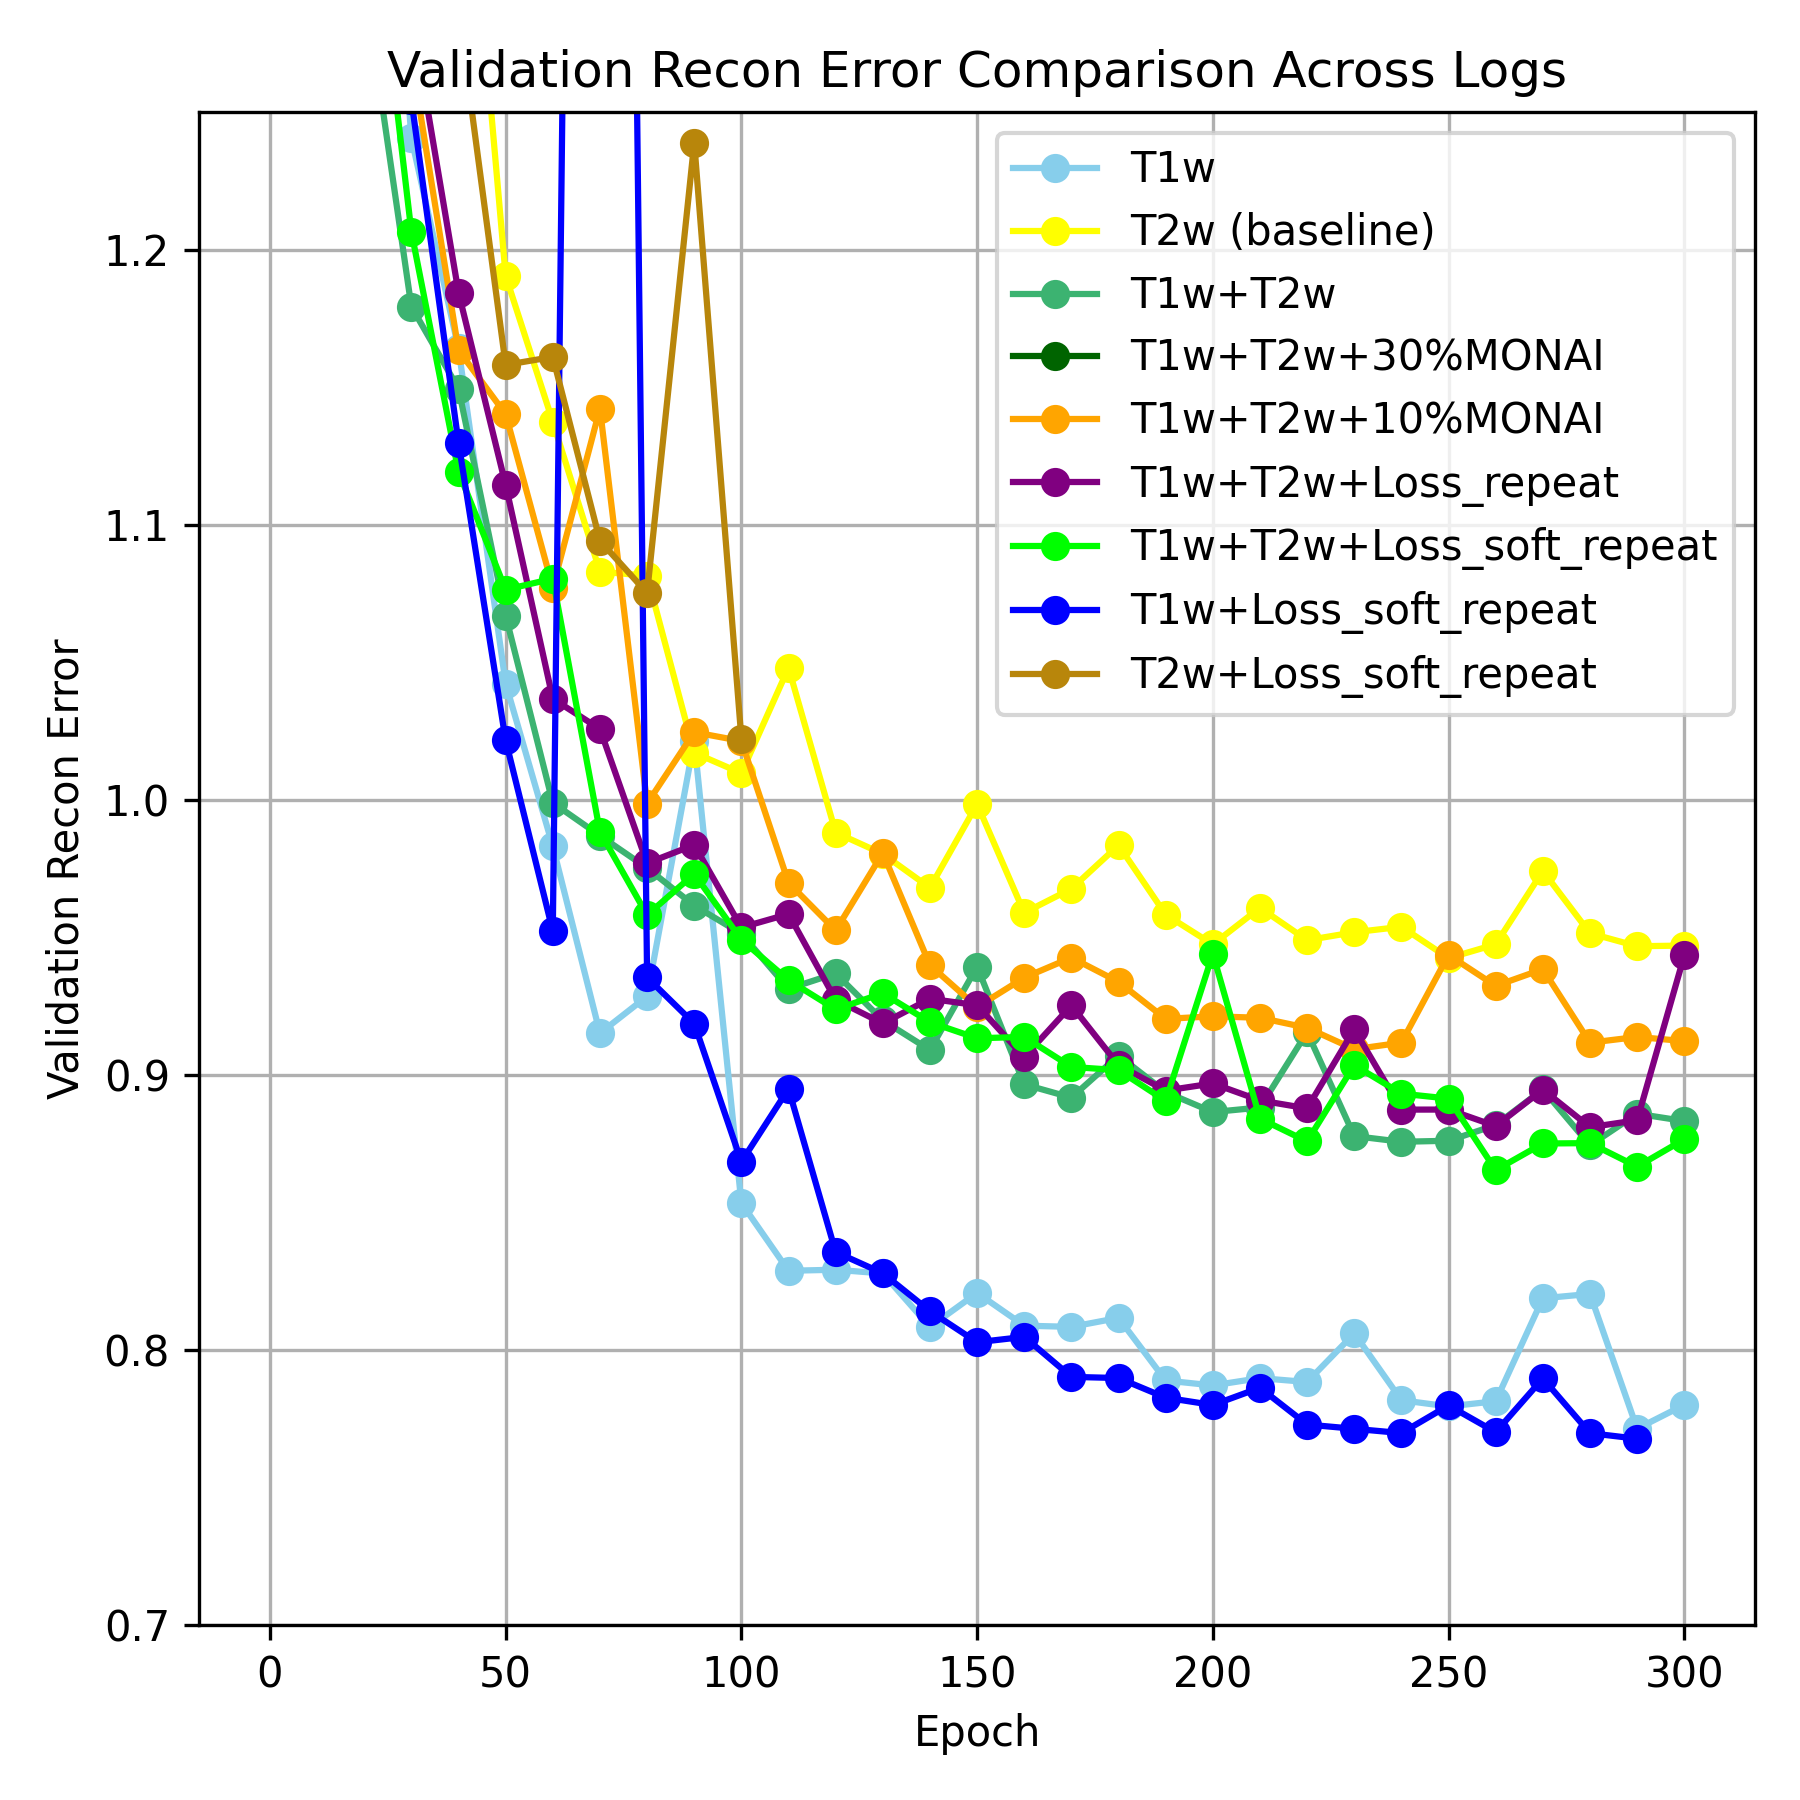 Validation Recon Error Comparison Across Logs
T1w
T2w (baseline)
T1w+T2w
T1w+T2w+30%MONAI
T1w+T2w+10%MONAI
T1w+T2w+Loss_repeat
T1w+T2w+Loss_soft_repeat
T1w+Loss_soft_repeat
T2w+Loss_soft_repeat
Validation Recon Error
1.2
1.1
1.0
0.9
0.8
0.7
0 50 100 150 200 250 300
Epoch